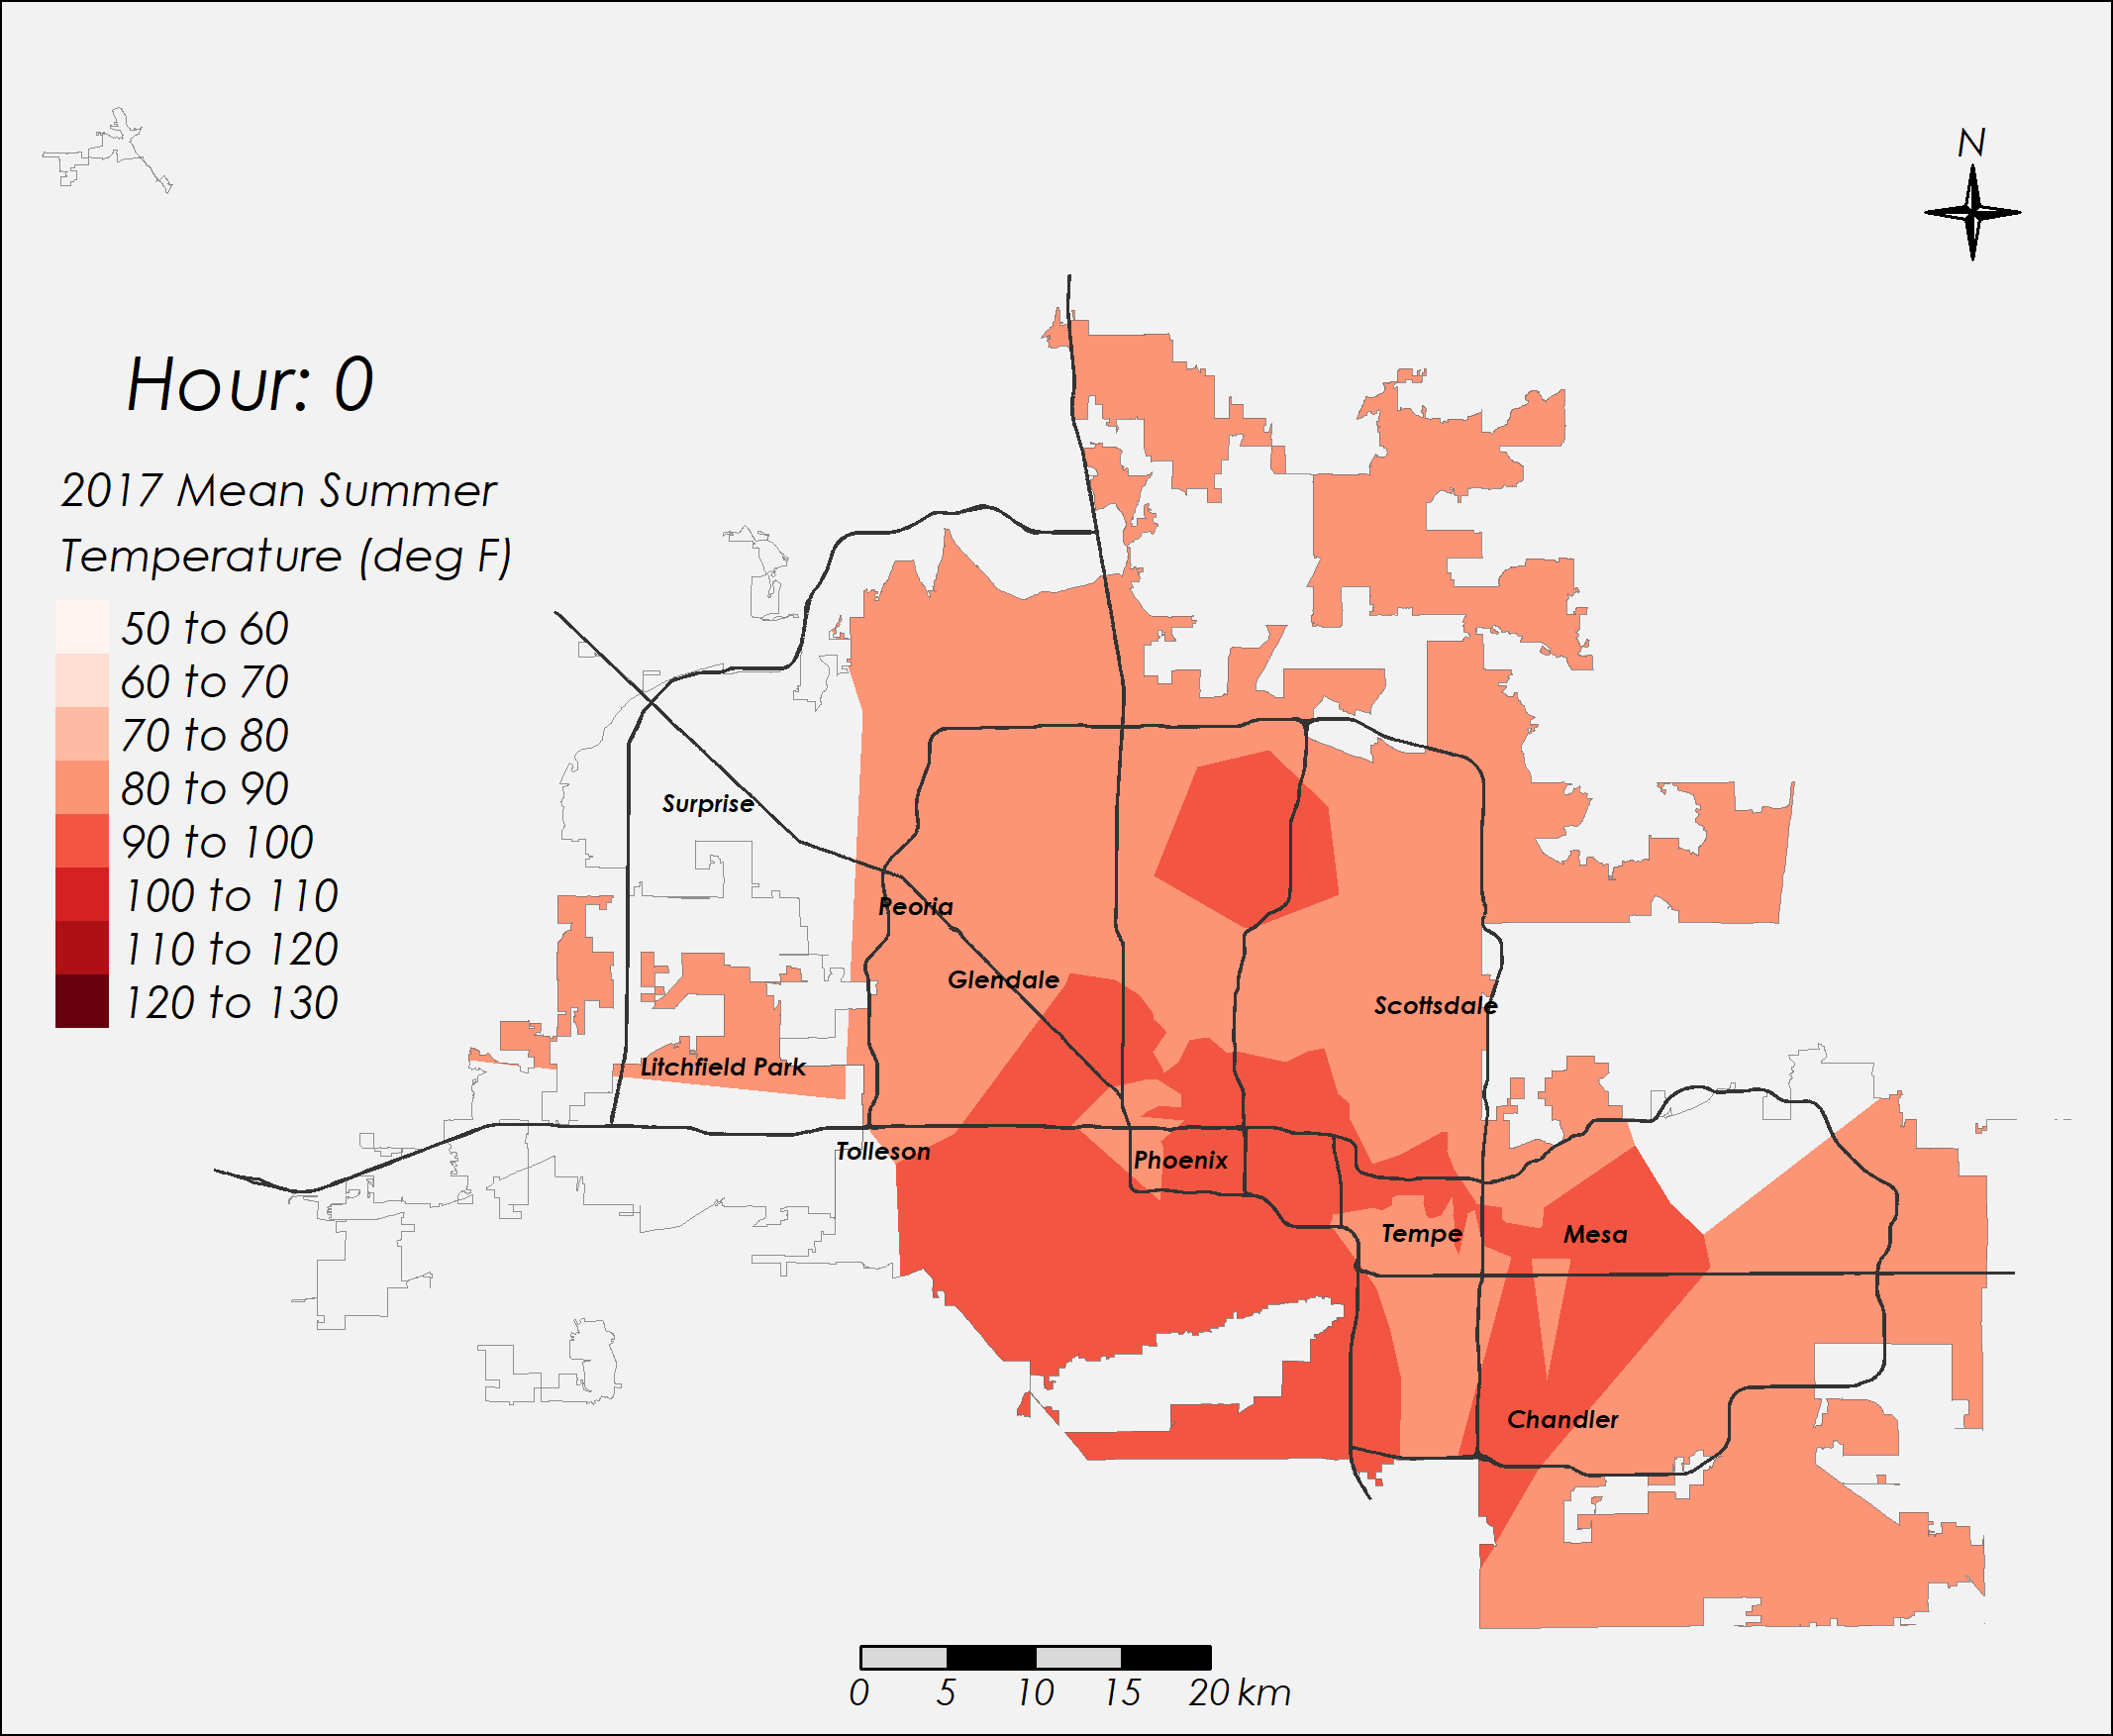 N
Hour: 0
2017 Mean Summer
Temperature (deg F)
50 to 60
60 to 70
70 to 80
80 to 90
90 to 100
100 to 110
110 to 120
120 to 130
Surprise
Peoria
Glendale
Scottsdale
Litchfield Park
Tolleson
Phoenix
Tempe
Mesa
Chandler
0 5 10 15 20 km